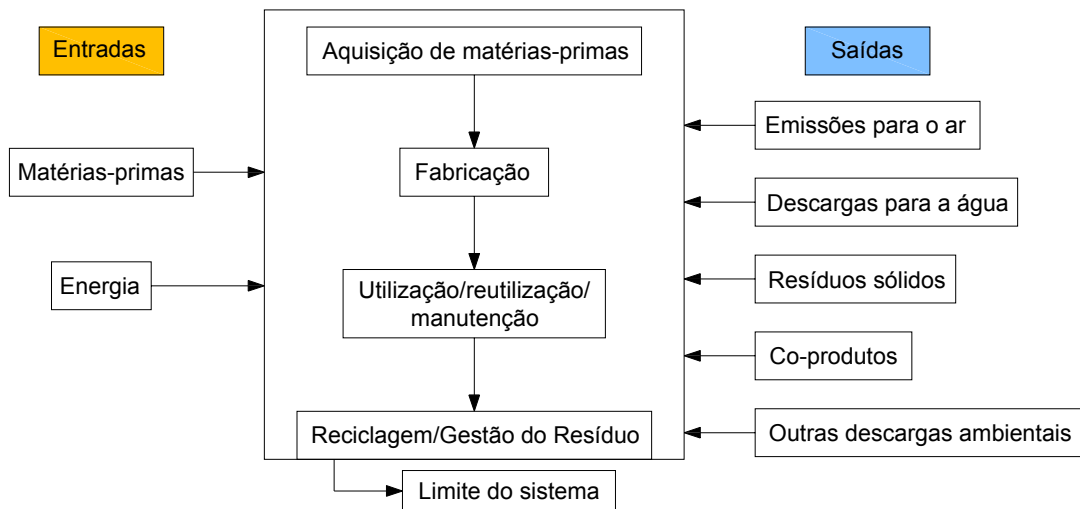 Entradas
Aquisição de matérias-primas
Saídas
Emissões para o ar
Matérias-primas
Fabricação
Descargas para a água
Energia
Utilização/reutilização/
manutenção
Resíduos sólidos
Co-produtos
Reciclagem/Gestão do Resíduo
Outras descargas ambientais
Limite do sistema